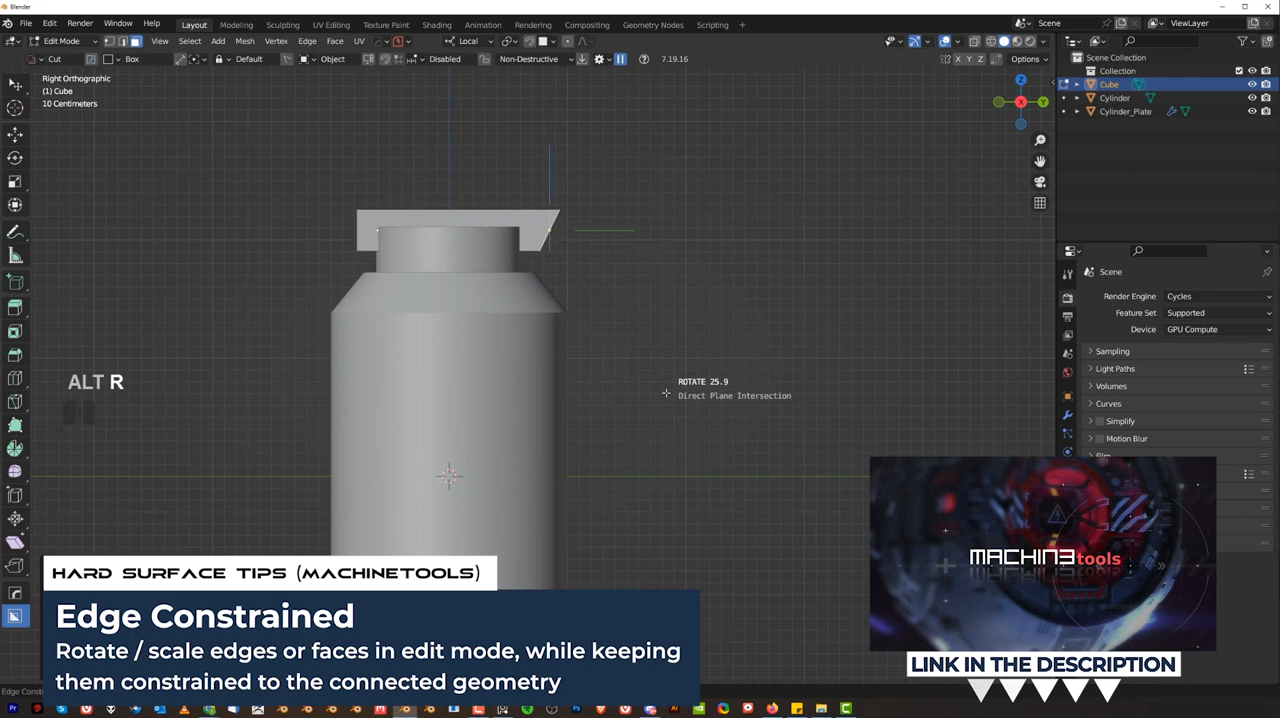 Blender
File Edit Render Window Help Layout Modeling Sculpting UV Editing Texture Paint Shading Animation Rendering Compositing Geometry Nodes Scripting + Scene ViewLayer
Edit Mode View Select Add Mesh Vertex Edge Face UV Local Scene Collection
Cut Box Default Object Disabled Non-Destructive 7.19.16 X Y Z Options Collection
Right Orthographic
(1) Cube
10 Centimeters
Z
X
Y
Cube
Cylinder
Cylinder_Plate
Scene
Render Engine Cycles
Feature Set Supported
Device GPU Compute
Sampling
Light Paths
Volumes
Curves
Simplify
Motion Blur
Film
ALT R
ROTATE 25.9
Direct Plane Intersection
MACHIN3tools
HARD SURFACE TIPS (MACHINETOOLS)
Edge Constrained
Rotate / scale edges or faces in edit mode, while keeping
them constrained to the connected geometry
LINK IN THE DESCRIPTION
Edge Cons